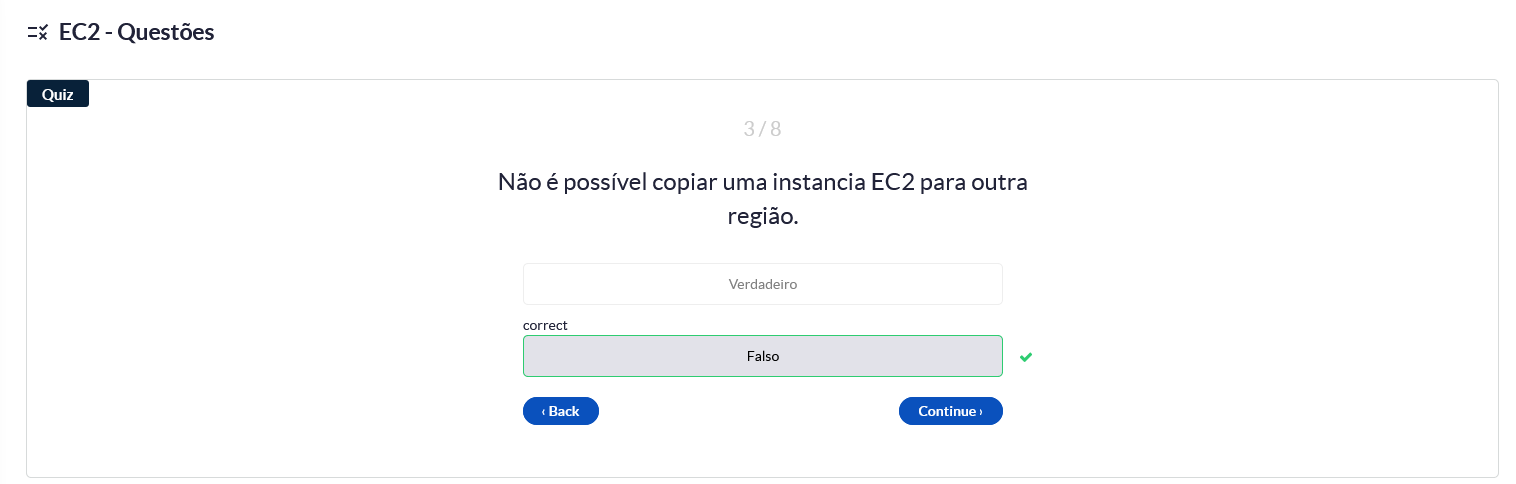 EC2 - Questões
Quiz
3 / 8
Não é possível copiar uma instancia EC2 para outra
região.
Verdadeiro
correct
Falso
‹ Back
Continue ›